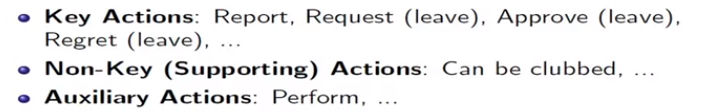 Key Actions: Report, Request (leave), Approve (leave),
Regret (leave), ...
Non-Key (Supporting) Actions: Can be clubbed, ...
Auxiliary Actions: Perform, ...